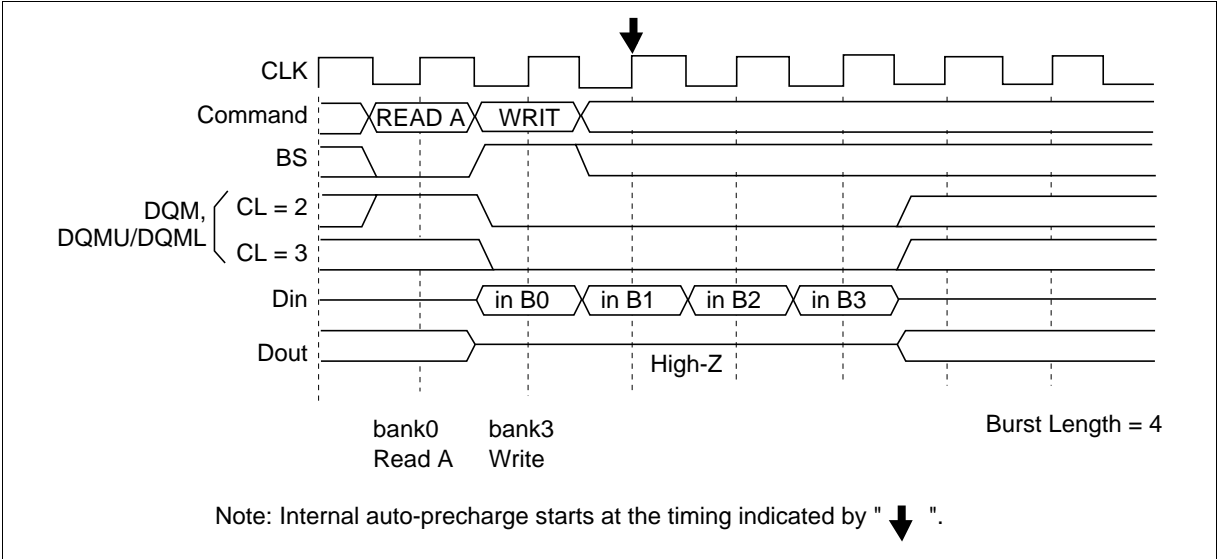 CLK
Command READ A WRIT
BS
DQM, DQMU/DQML CL = 2
CL = 3
Din in B0 in B1 in B2 in B3
Dout High-Z
bank0 Read A
bank3 Write
Burst Length = 4
Note: Internal auto-precharge starts at the timing indicated by " ".